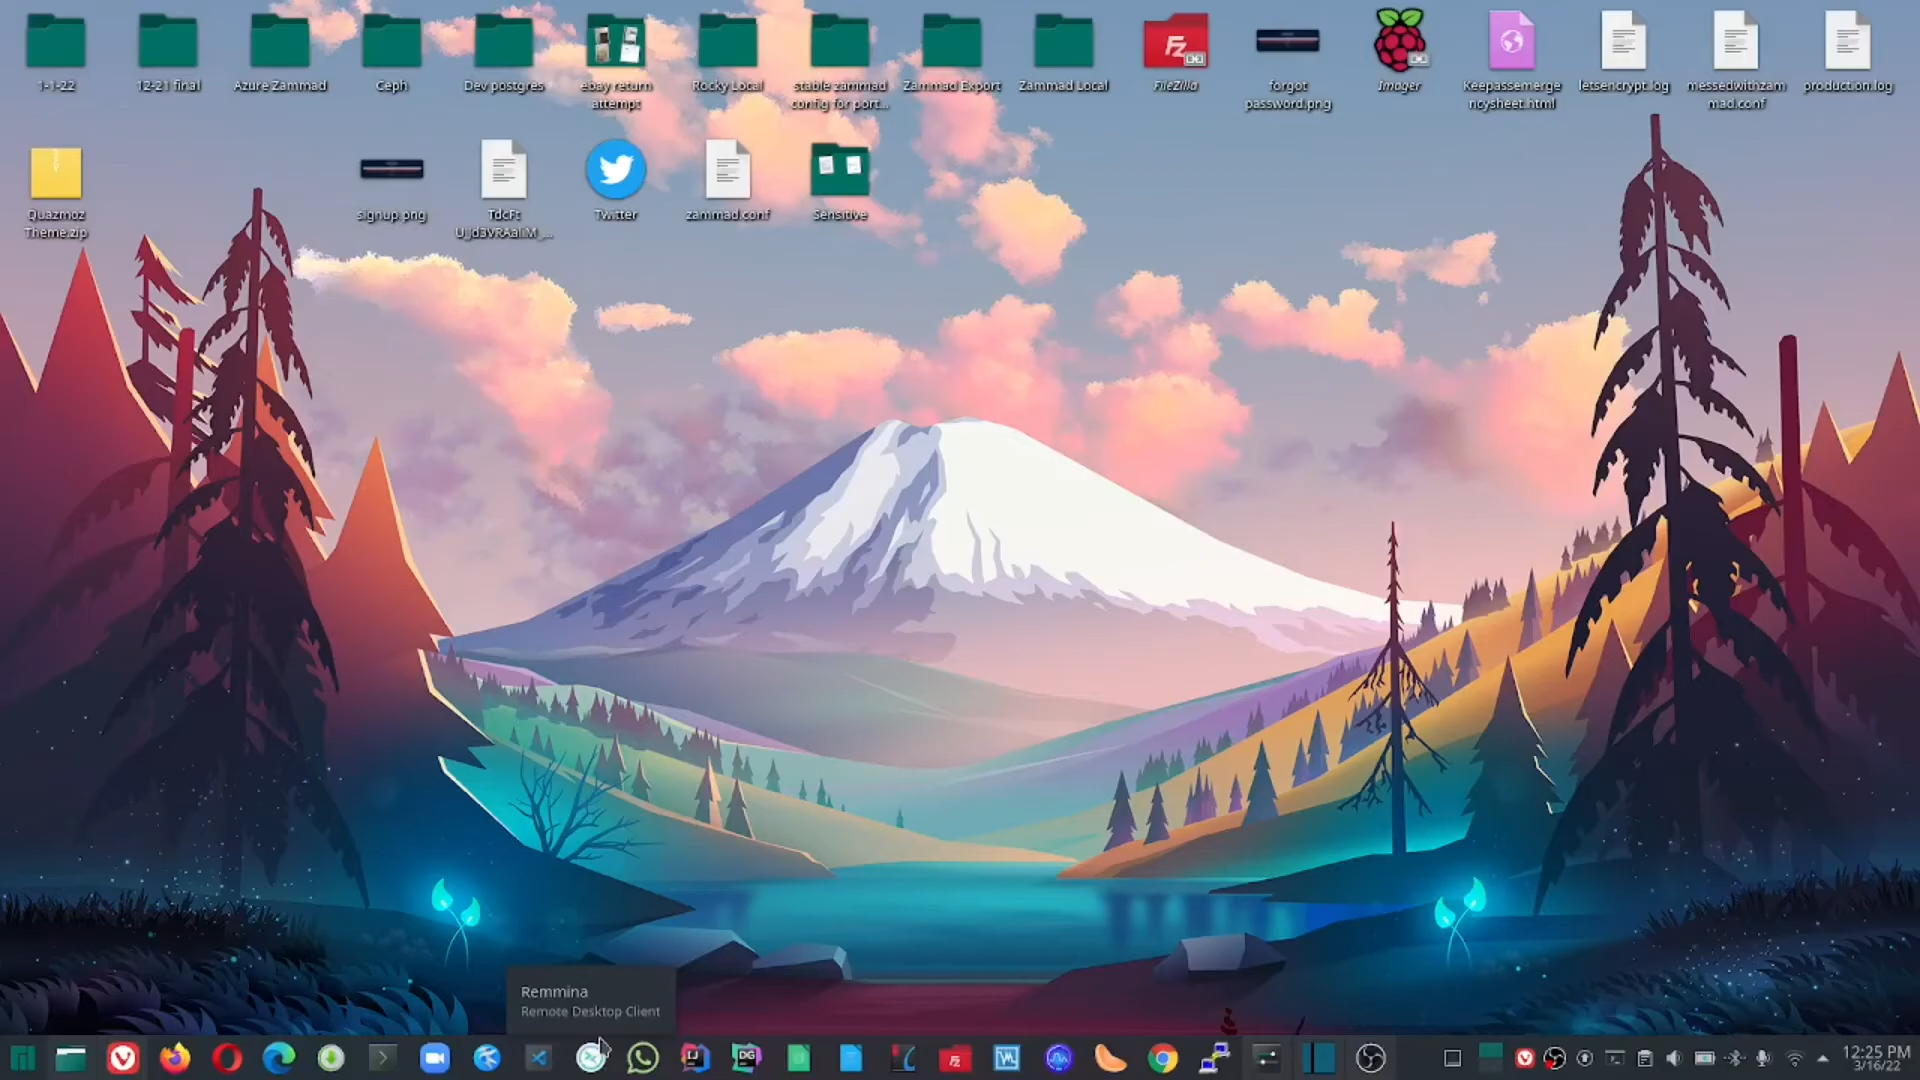 1-1-22
12-21 final
Azure Zammad
Ceph
Dev postgres
ebay return
attempt
Rocky Local
stable zammad
config for port...
Zammad Export
Zammad Local
FileZilla
forgot
password.png
Imager
Keepassemerge
ncysheet.html
letsencrypt.log
messedwithzam
mad.conf
production.log
Quazmoz
Theme.zip
signup.png
TdcFt
Twitter
zammad.conf
Sensitive
Remmina
Remote Desktop Client
12:25 PM
3/16/22